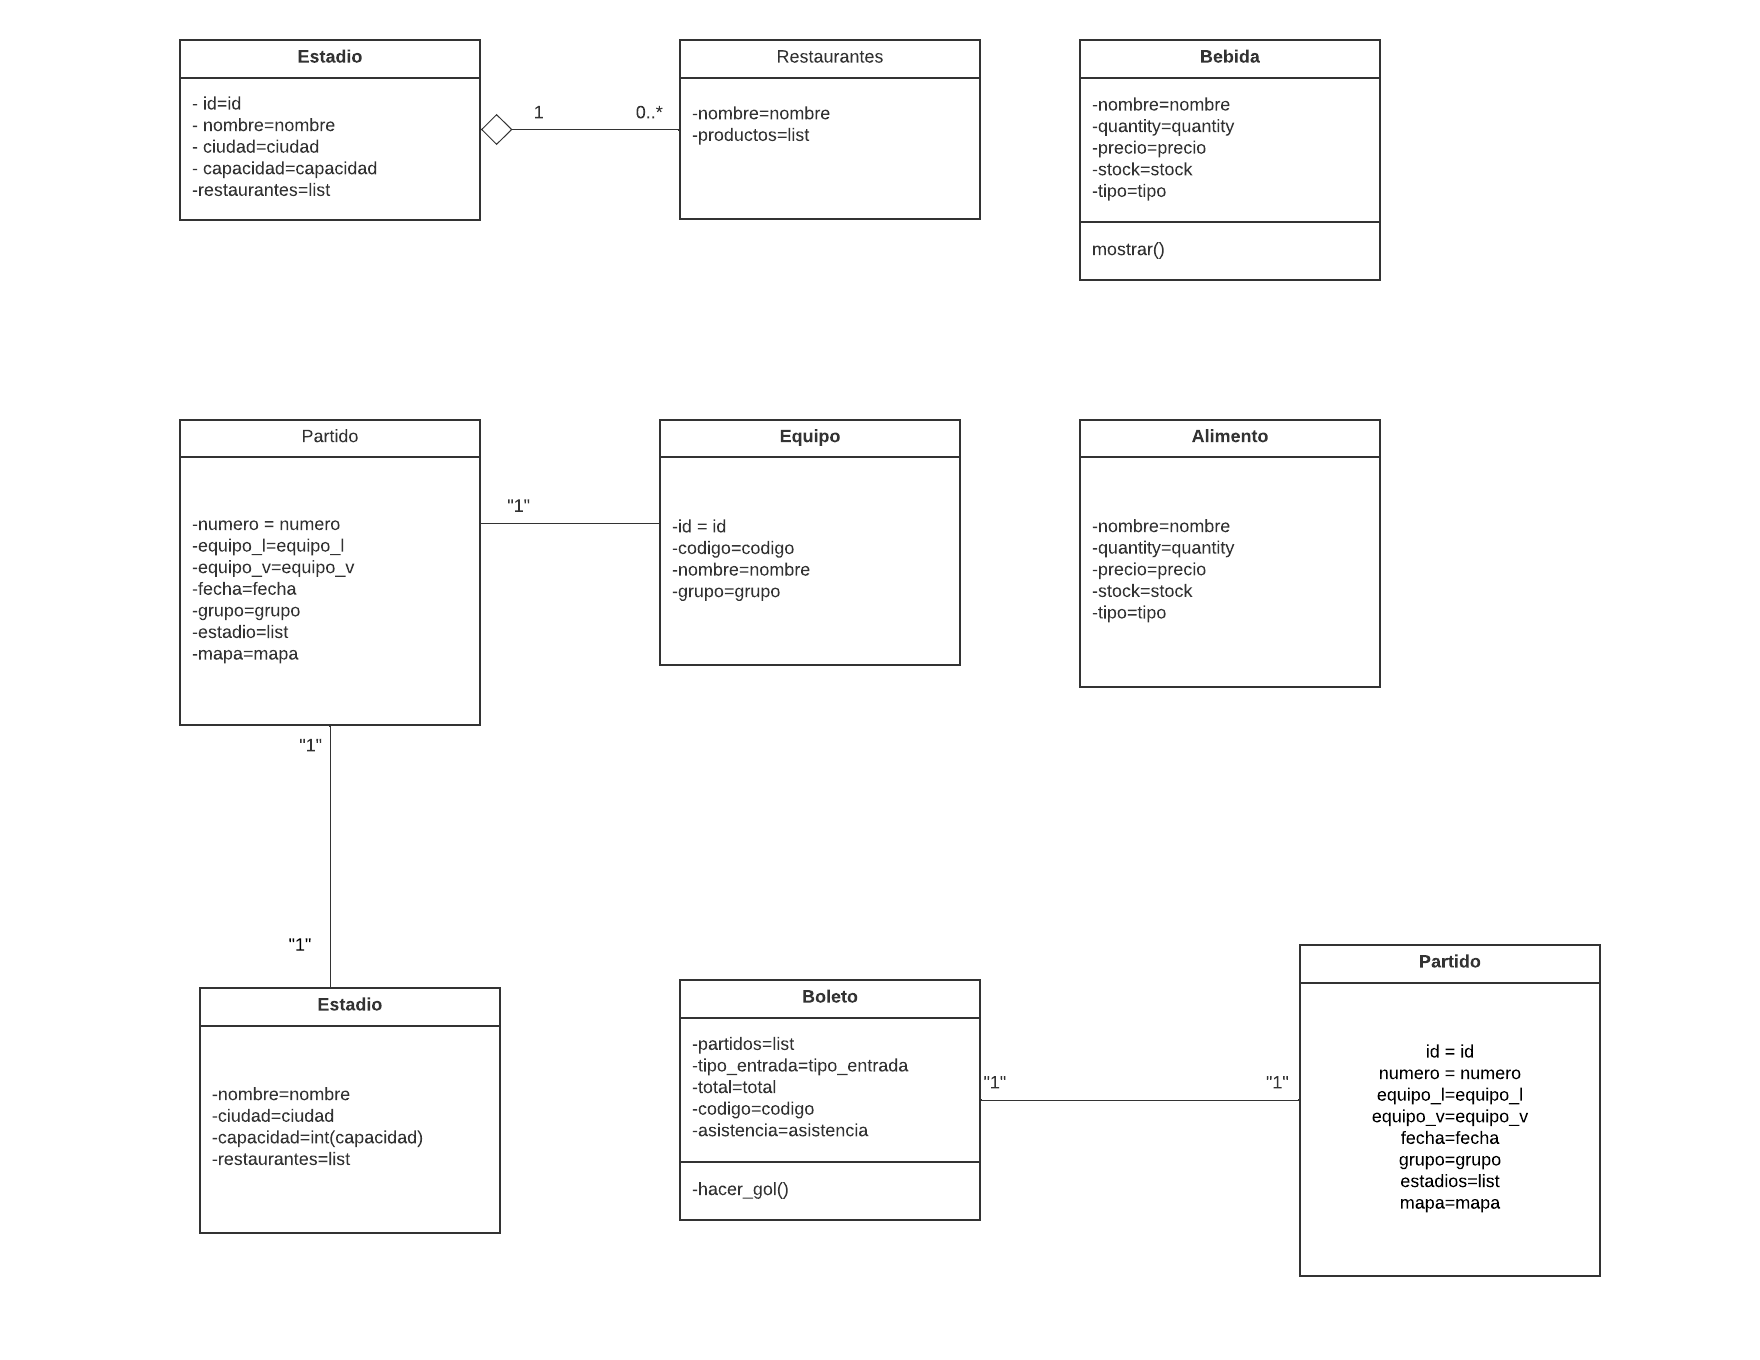 Estadio
- id=id
- nombre=nombre
- ciudad=ciudad
- capacidad=capacidad
-restaurantes=list
1
0..*
Restaurantes
-nombre=nombre
-productos=list
Bebida
-nombre=nombre
-quantity=quantity
-precio=precio
-stock=stock
-tipo=tipo
mostrar()
Partido
-numero = numero
-equipo_l=equipo_l
-equipo_v=equipo_v
-fecha=fecha
-grupo=grupo
-estadio=list
-mapa=mapa
"1"
Equipo
-id = id
-codigo=codigo
-nombre=nombre
-grupo=grupo
Alimento
-nombre=nombre
-quantity=quantity
-precio=precio
-stock=stock
-tipo=tipo
"1"
"1"
Estadio
-nombre=nombre
-ciudad=ciudad
-capacidad=int(capacidad)
-restaurantes=list
Boleto
-partidos=list
-tipo_entrada=tipo_entrada
-total=total
-codigo=codigo
-asistencia=asistencia
-hacer_gol()
"1"
"1"
Partido
id = id
numero = numero
equipo_l=equipo_l
equipo_v=equipo_v
fecha=fecha
grupo=grupo
estadios=list
mapa=mapa